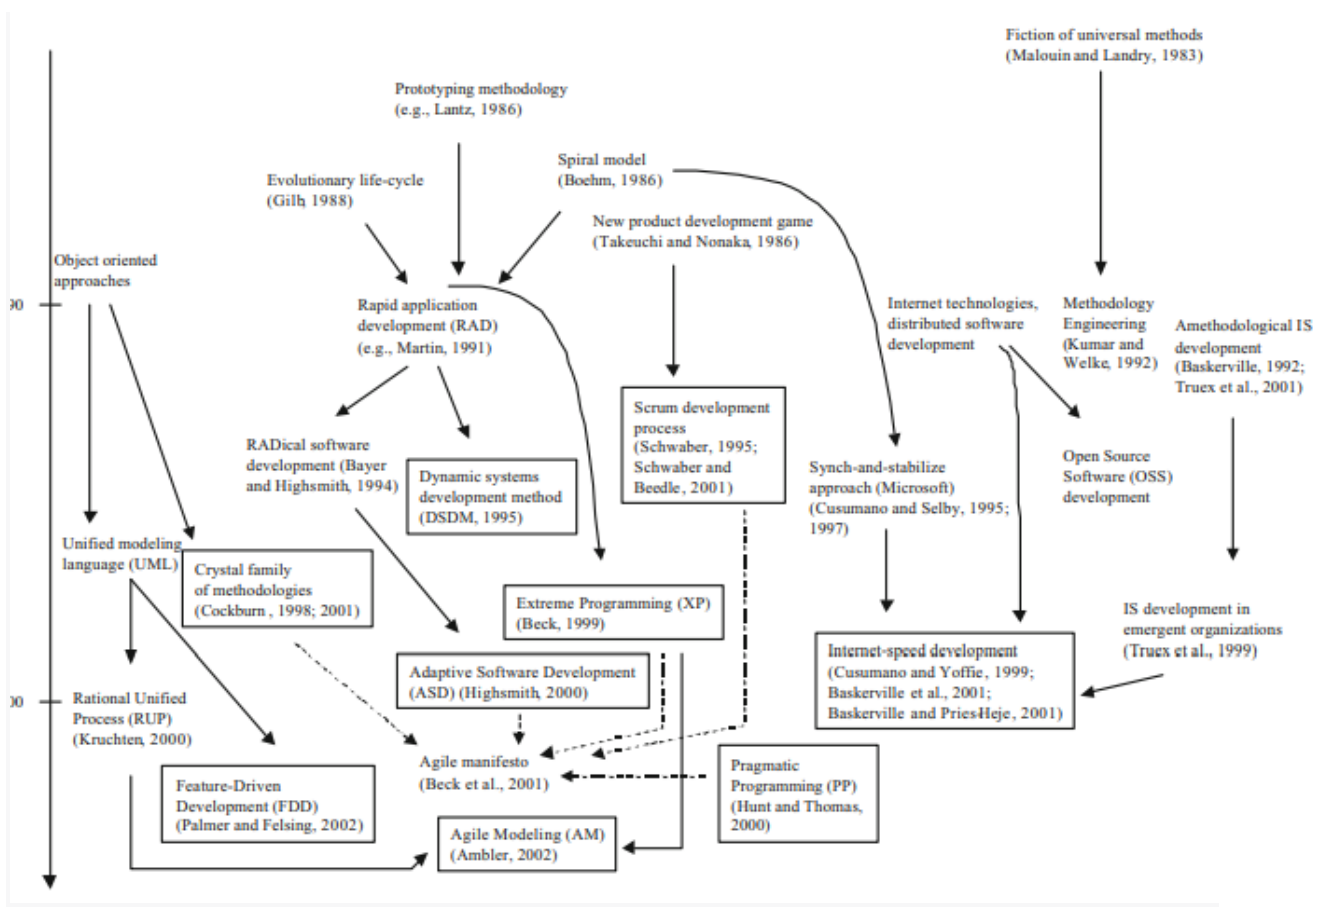 Fiction of universal methods
(Malouin and Landry, 1983)
Prototyping methodology
(e.g., Lantz, 1986)
Spiral model
(Boehm, 1986)
Evolutionary life-cycle
(Gilb, 1988)
New product development game
(Takeuchi and Nonaka, 1986)
Object oriented
approaches
90
Rapid application
development (RAD)
(e.g., Martin, 1991)
Internet technologies,
distributed software
development
Methodology
Engineering
(Kumar and
Welke, 1992)
Amethodological IS
development
(Baskerville, 1992;
Truex et al., 2001)
Scrum development
process
(Schwaber, 1995;
Schwaber and
Beedle, 2001)
RADical software
development (Bayer
and Highsmith, 1994)
Dynamic systems
development method
(DSDM, 1995)
Synch-and-stabilize
approach (Microsoft)
(Cusumano and Selby, 1995;
1997)
Open Source
Software (OSS)
development
Unified modeling
language (UML)
Crystal family
of methodologies
(Cockburn, 1998; 2001)
Extreme Programming (XP)
(Beck, 1999)
IS development in
emergent organizations
(Truex et al., 1999)
Internet-speed development
(Cusumano and Yoffie, 1999;
Baskerville et al., 2001;
Baskerville and Pries-Heje, 2001)
Adaptive Software Development
(ASD) (Highsmith, 2000)
00
Rational Unified
Process (RUP)
(Kruchten, 2000)
Agile manifesto
(Beck et al., 2001)
Pragmatic
Programming (PP)
(Hunt and Thomas,
2000)
Feature-Driven
Development (FDD)
(Palmer and Felsing, 2002)
Agile Modeling (AM)
(Ambler, 2002)